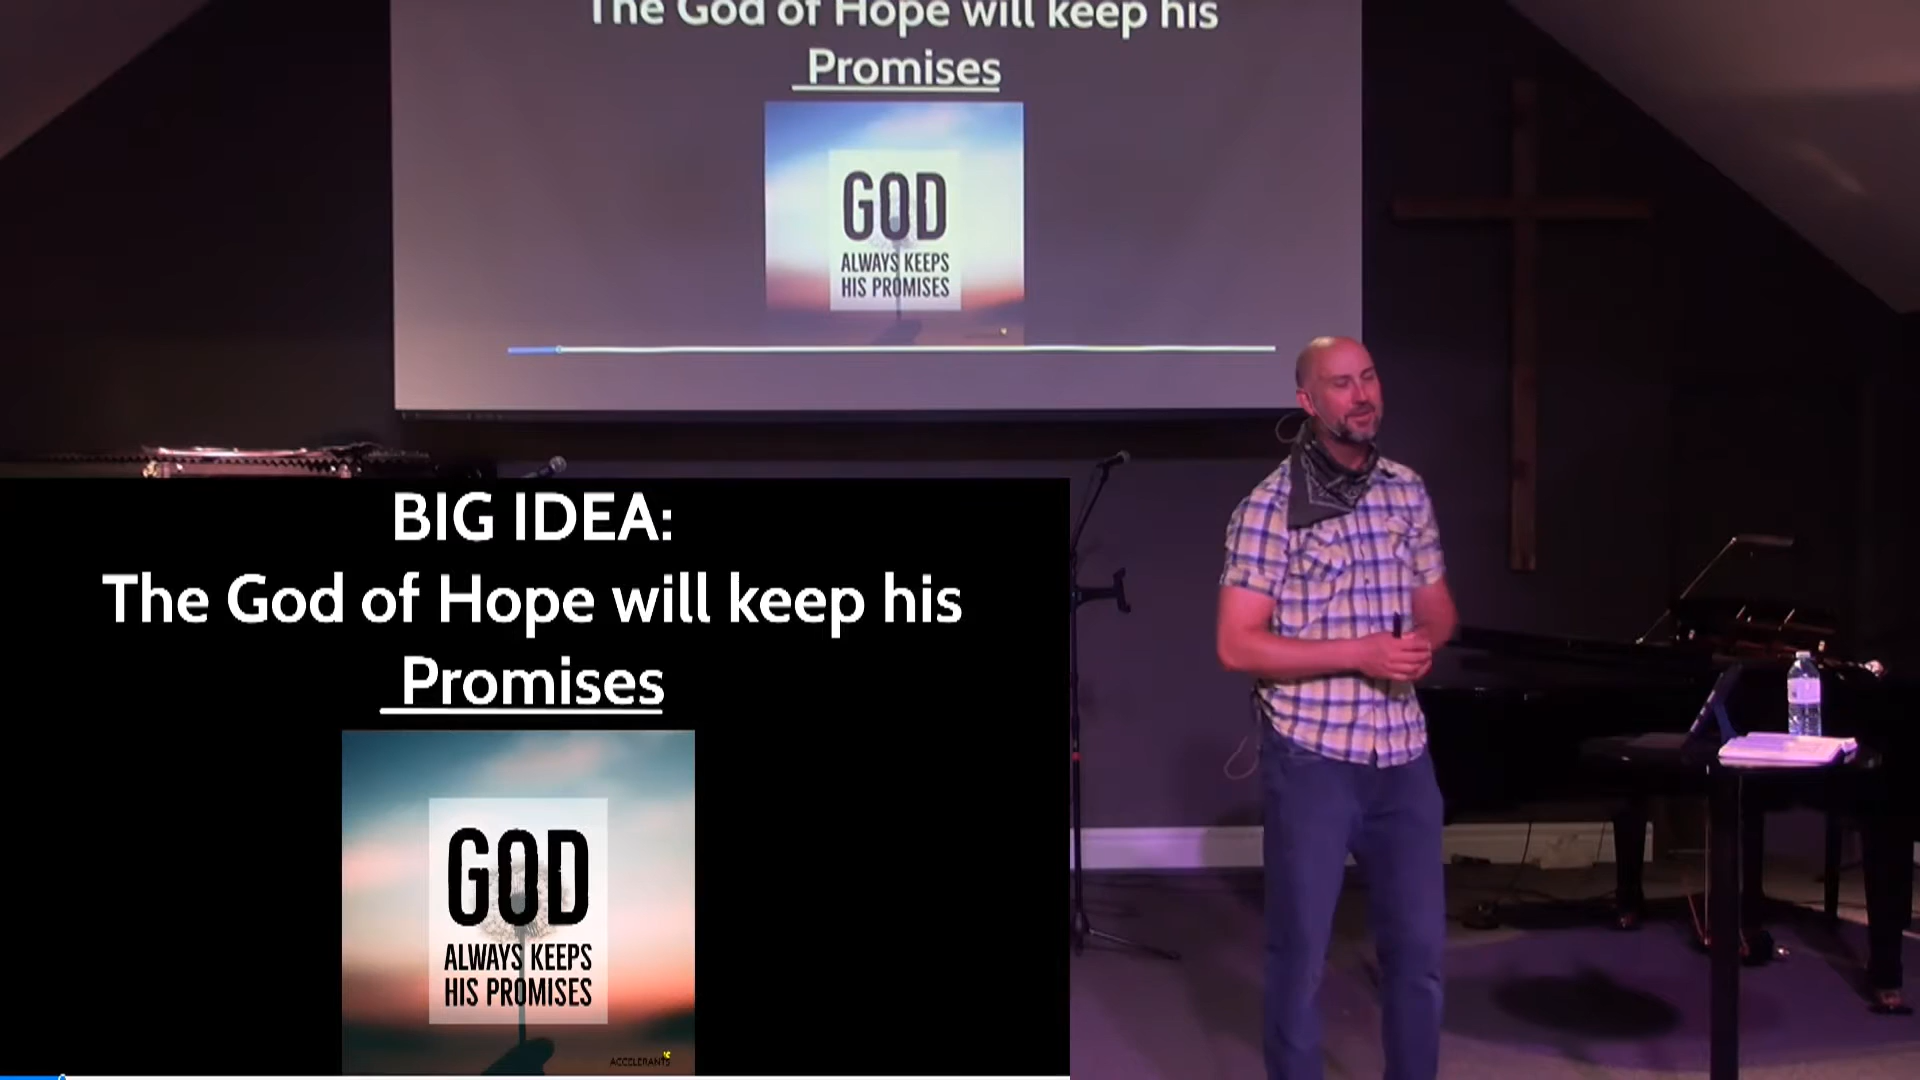 The God of Hope will keep his
Promises
GOD
ALWAYS KEEPS
HIS PROMISES
BIG IDEA:
The God of Hope will keep his
Promises
GOD
ALWAYS KEEPS
HIS PROMISES
ACCELERANTS